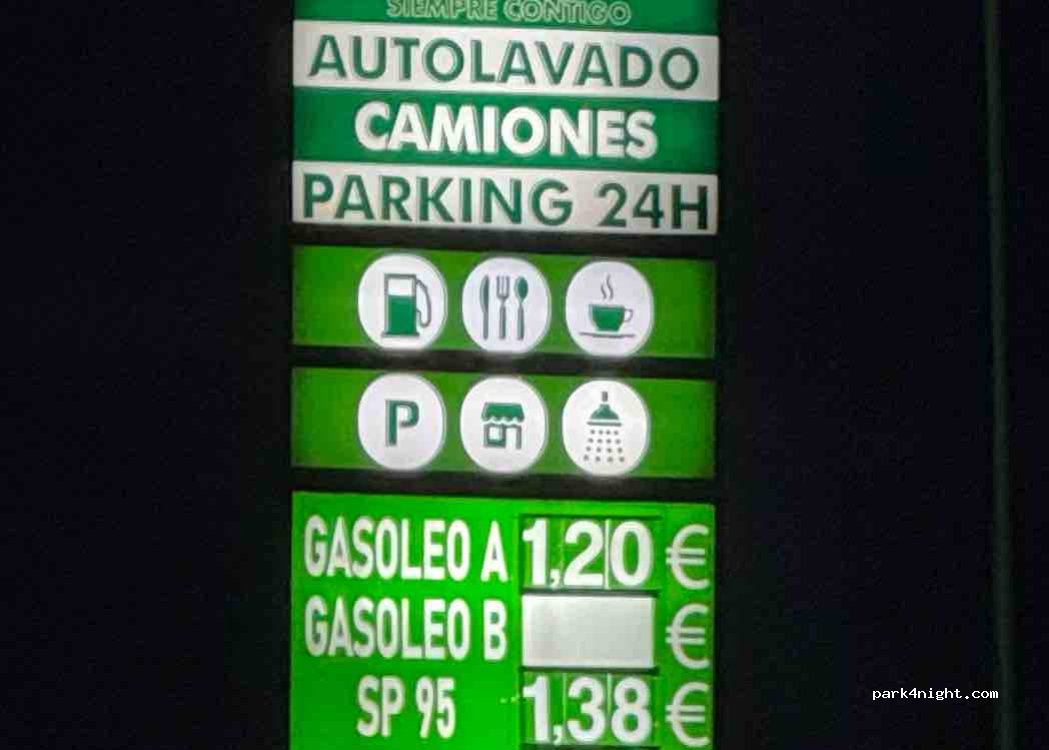 SIEMPRE CONTIGO
AUTOLAVADO
CAMIONES
PARKING 24H
P
GASOLEO A 1,20 €
GASOLEO B €
SP 95 1,38 €
park4night.com